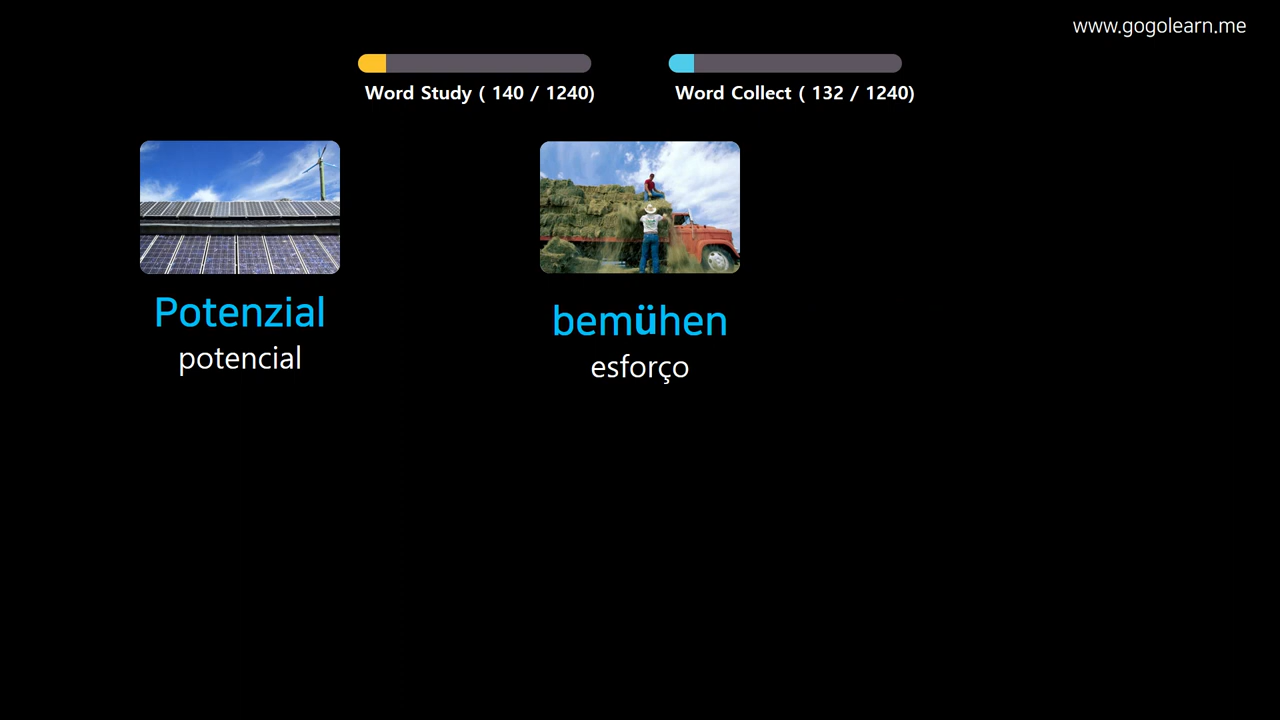 www.gogolearn.me
Word Study ( 140 / 1240)
Word Collect ( 132 / 1240)
Potenzial
potencial
bemühen
esforço